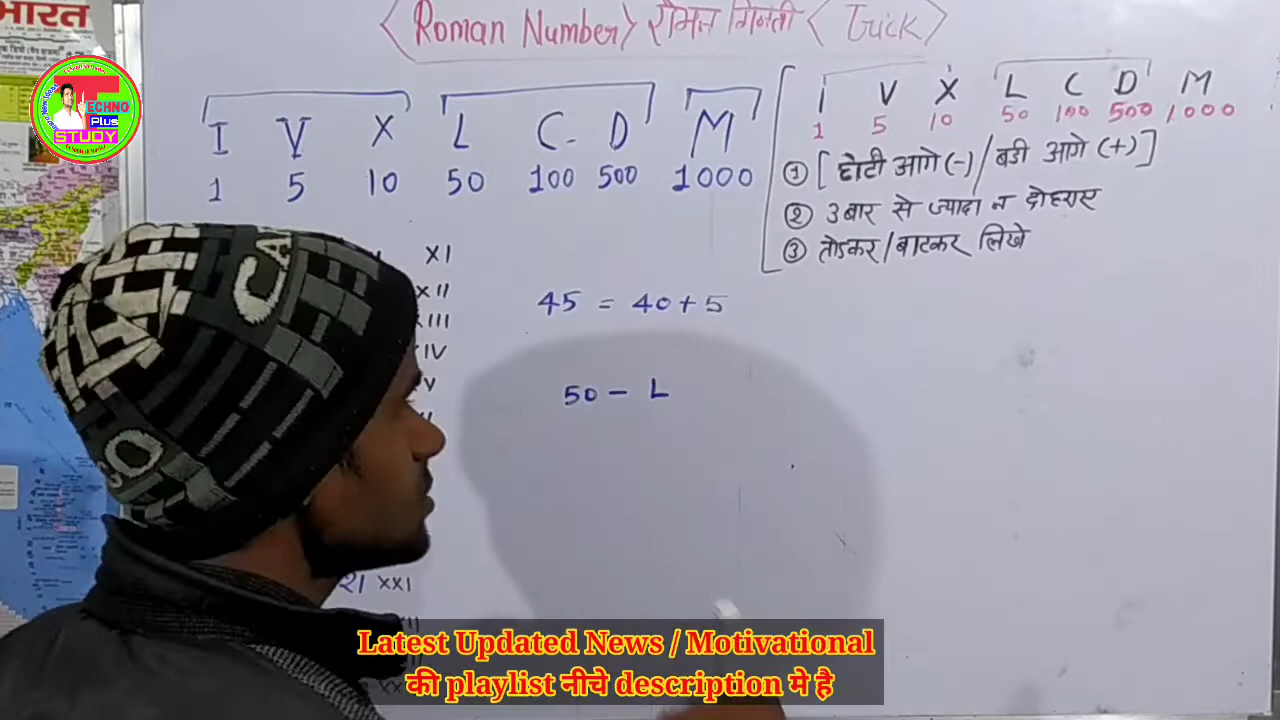 भारत
<Roman Number> रोमन गिनती <Trick>
TECHNO
Plus
STUDY
I V X L C D M
1 5 10 50 100 500 1000
I V X L C D M
1 5 10 50 100 500 1000
① [छोटी आगे (-) / बडी आगे (+)]
② 3 बार से ज्यादा न दोहराए
③ तोडकर/बाटकर लिखे
XI
XII
XIII
XIV
XV
45 = 40+5
50 - L
21 XXI
Latest Updated News / Motivational
की playlist नीचे description मे है